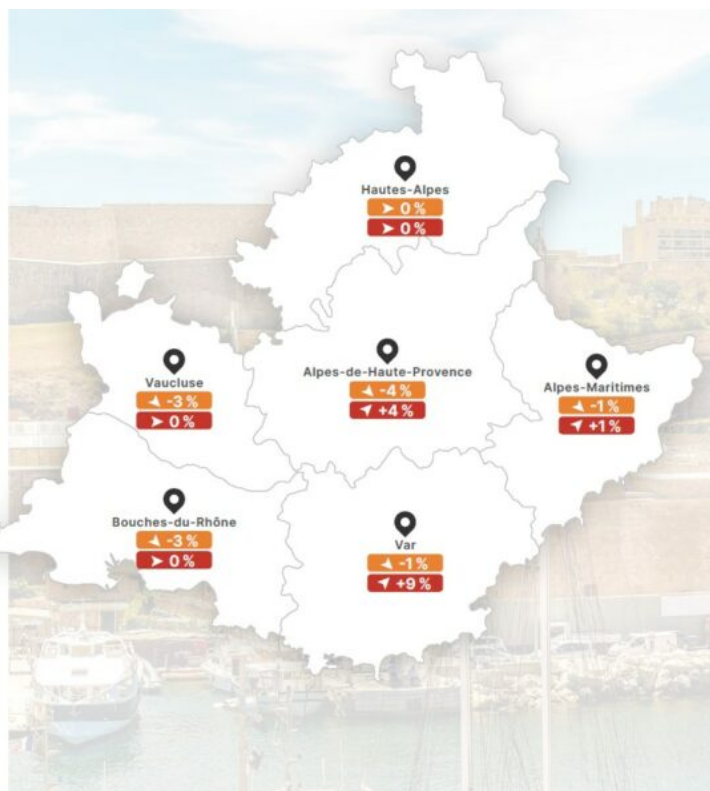 Hautes-Alpes
0 %
0 %
Alpes-de-Haute-Provence
-4 %
+4 %
Vaucluse
-3 %
0 %
Alpes-Maritimes
-1 %
+1 %
Bouches-du-Rhône
-3 %
0 %
Var
-1 %
+9 %